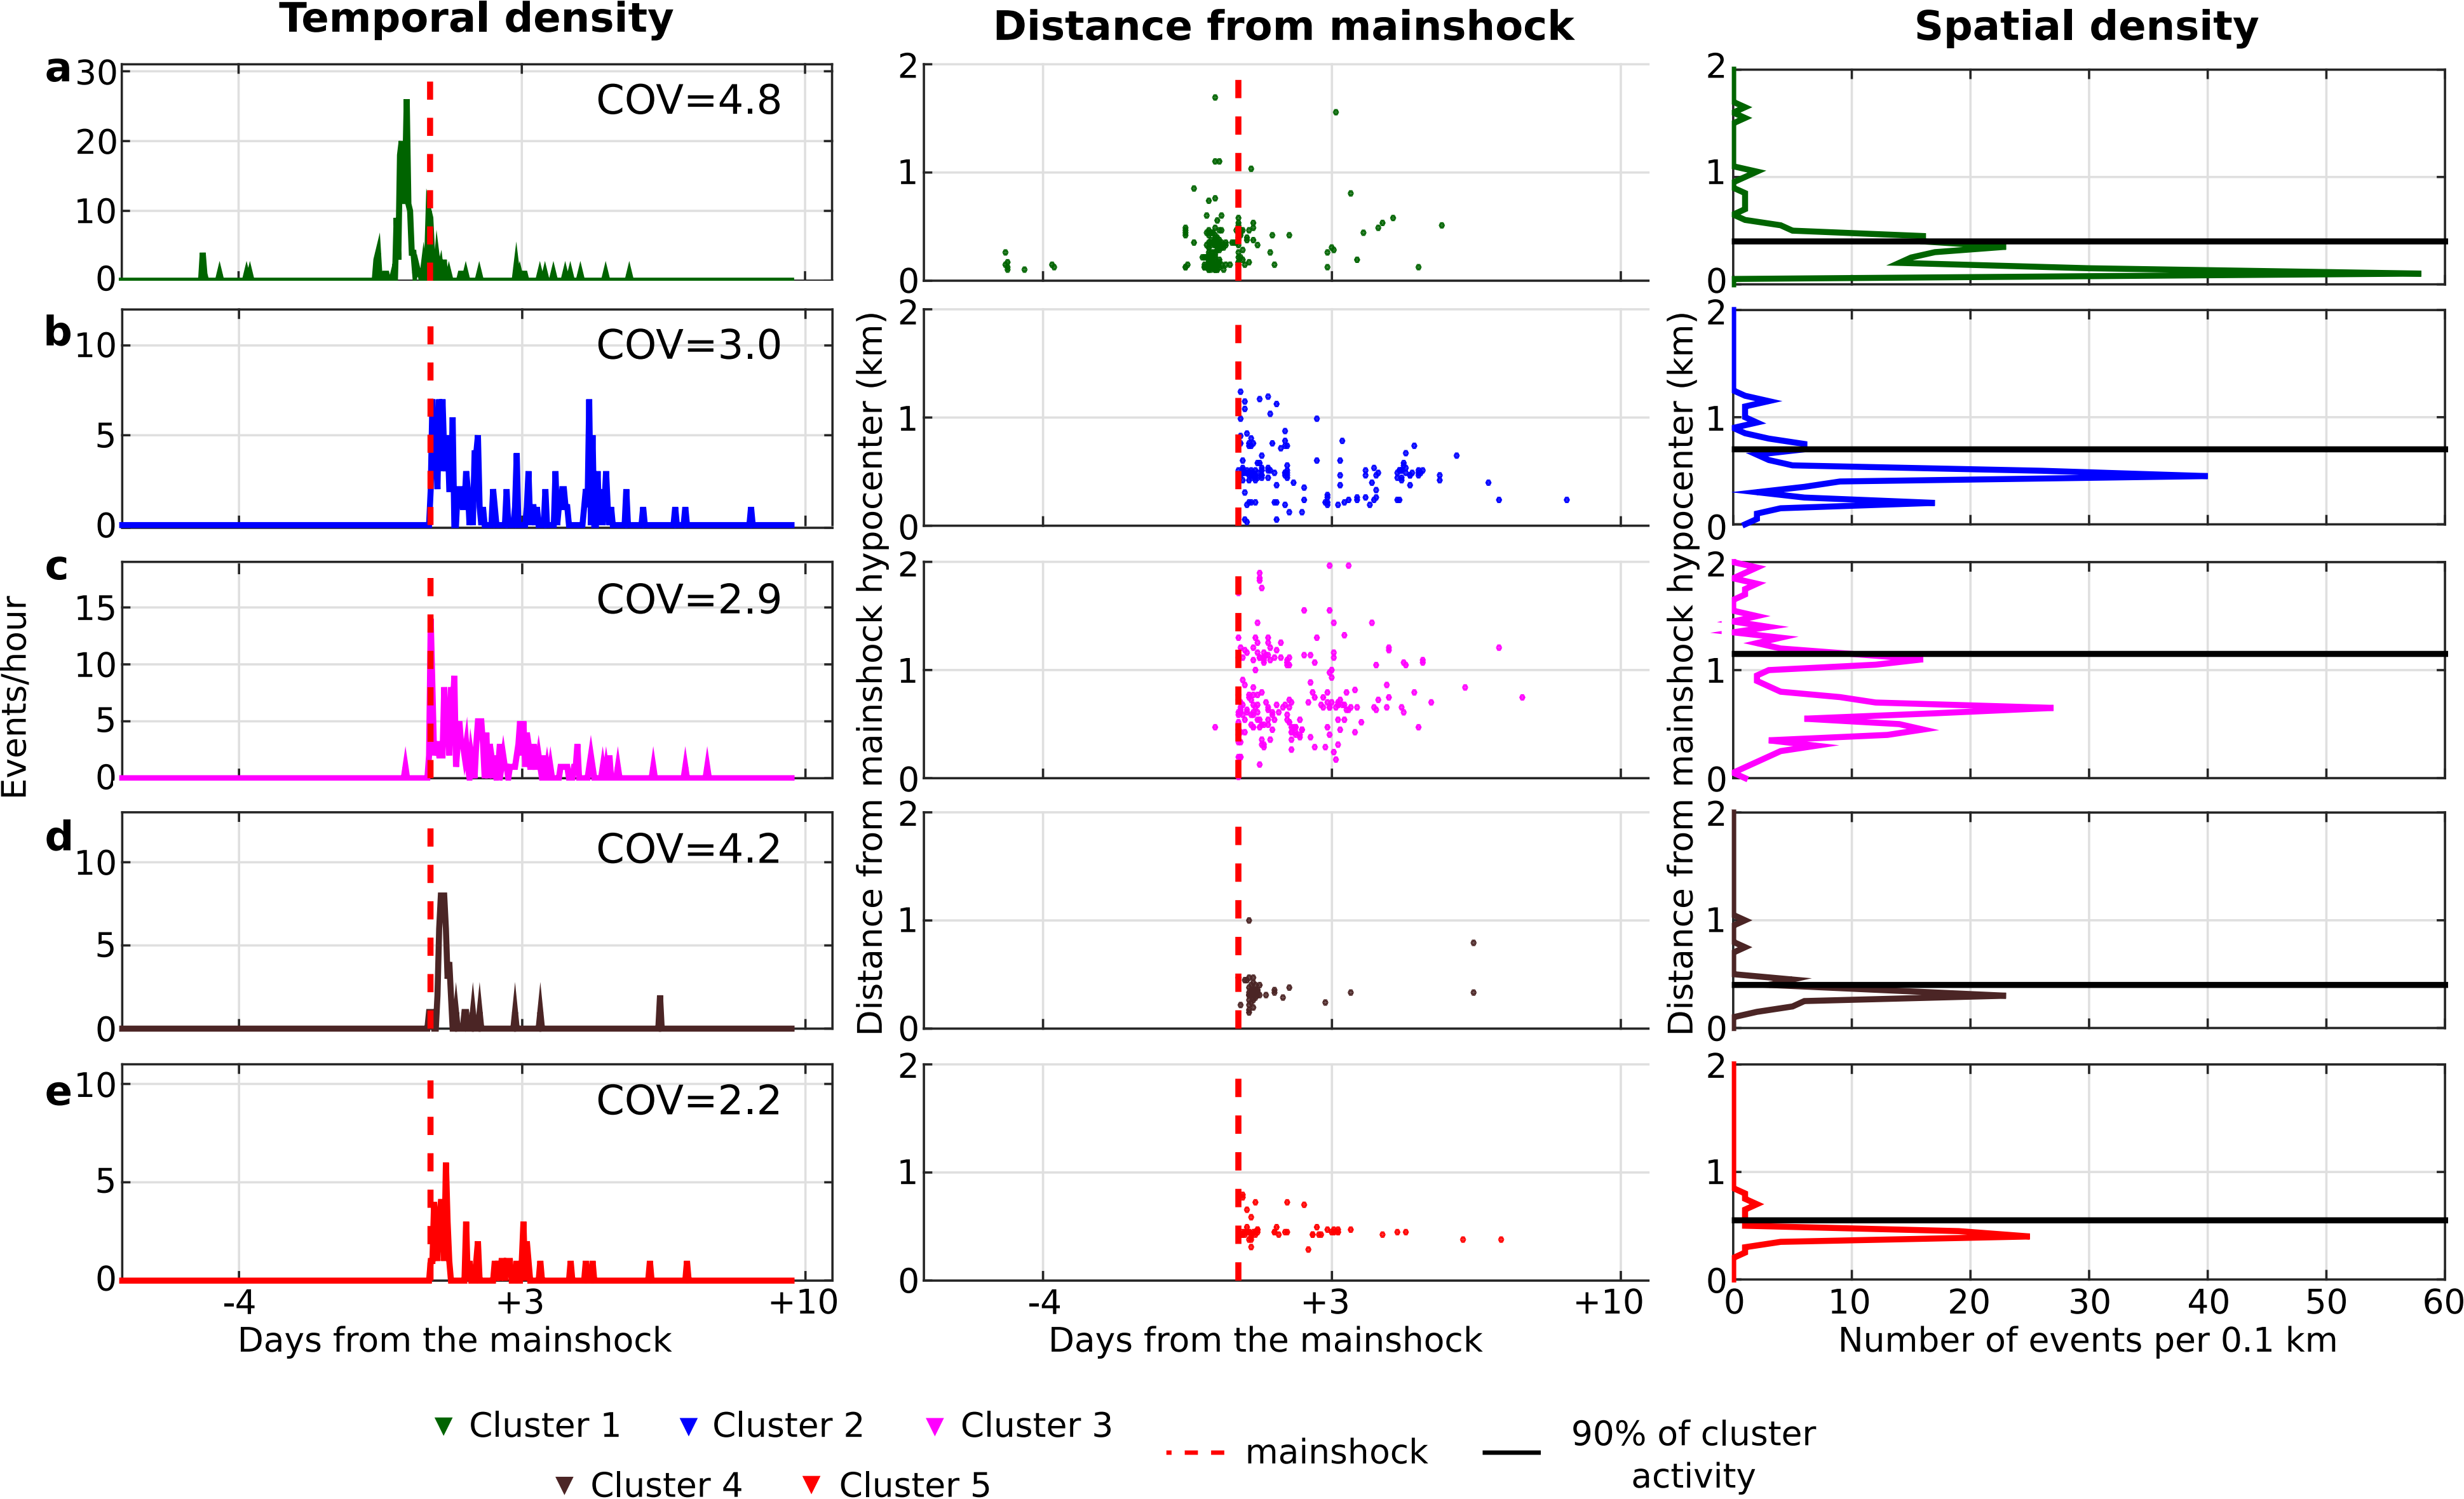 Temporal density
Distance from mainshock
Spatial density
a
30
20
10
0
COV=4.8
2
1
0
2
1
0
b
10
5
0
COV=3.0
2
1
0
2
1
0
c
15
10
5
0
COV=2.9
2
1
0
2
1
0
d
10
5
0
COV=4.2
2
1
0
2
1
0
e
10
5
0
COV=2.2
2
1
0
2
1
0
Events/hour
Distance from mainshock hypocenter (km)
Distance from mainshock hypocenter (km)
-4 +3 +10
-4 +3 +10
0 10 20 30 40 50 60
Days from the mainshock
Days from the mainshock
Number of events per 0.1 km
Cluster 1
Cluster 2
Cluster 3
Cluster 4
Cluster 5
mainshock
90% of cluster
activity